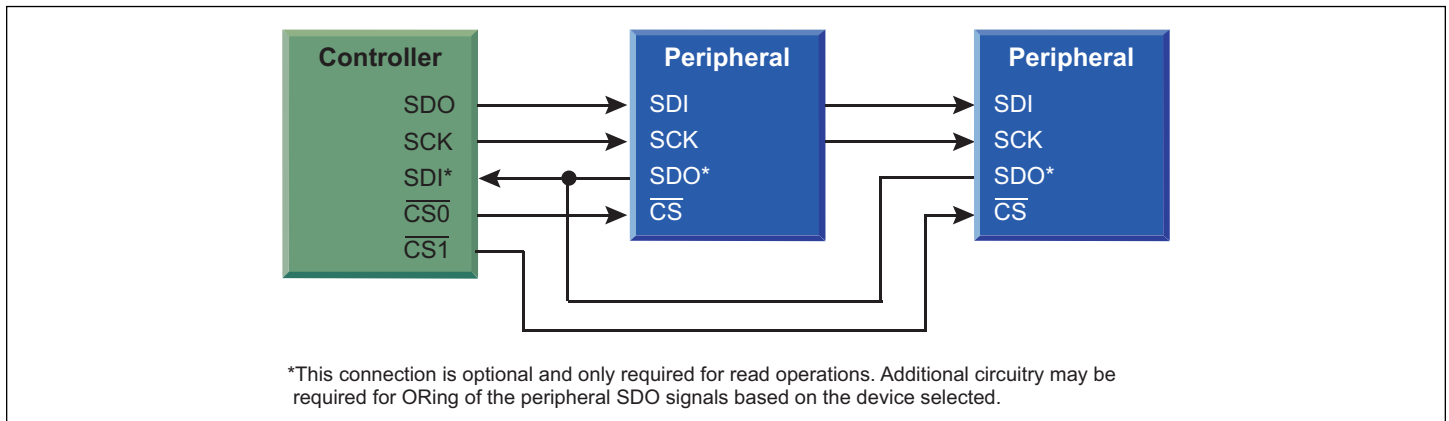 Controller
SDO
SCK
SDI*
CS0
CS1
Peripheral
SDI
SCK
SDO*
CS
Peripheral
SDI
SCK
SDO*
CS
*This connection is optional and only required for read operations. Additional circuitry may be
required for ORing of the peripheral SDO signals based on the device selected.